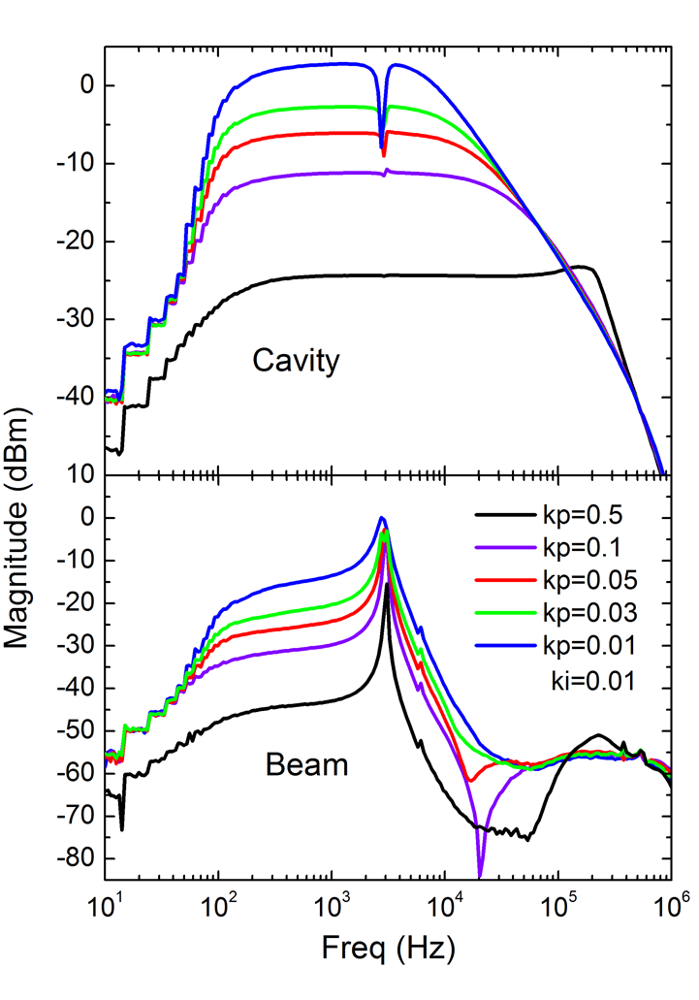 0
-10
-20
-30
-40
Cavity
Magnitude (dBm)
10
0
-10
-20
-30
-40
-50
-60
-70
-80
kp=0.5
kp=0.1
kp=0.05
kp=0.03
kp=0.01
ki=0.01
Beam
10¹ 10² 10³ 10⁴ 10⁵ 10⁶
Freq (Hz)